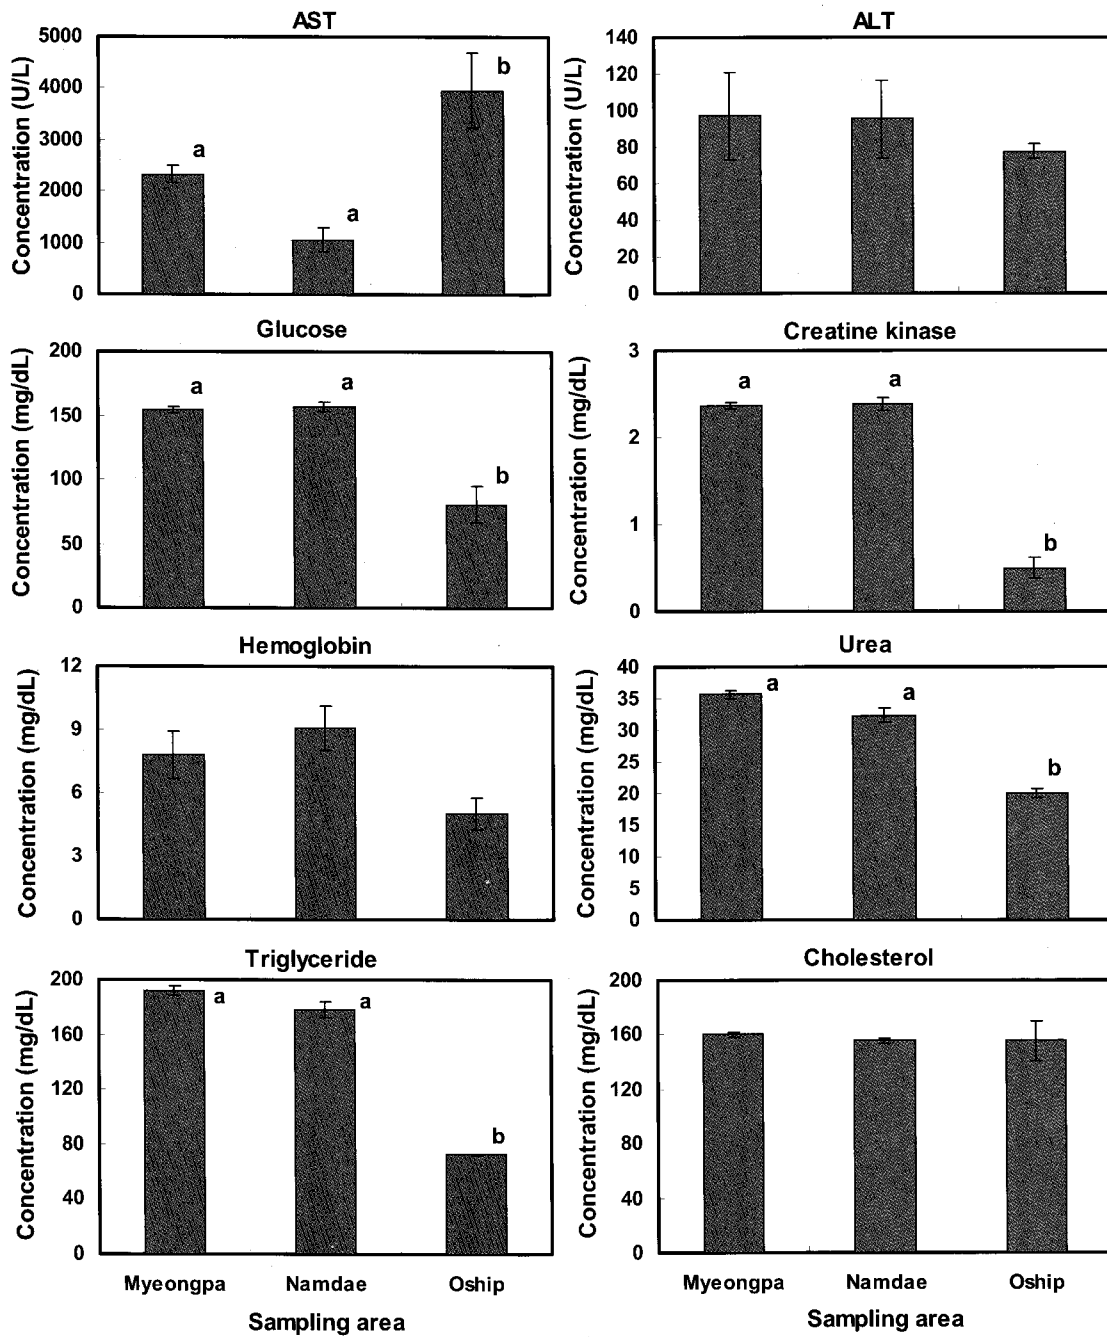 AST
Concentration (U/L)
5000
4000
3000
2000
1000
0
a
a
b
ALT
Concentration (U/L)
140
120
100
80
60
40
20
0
Glucose
Concentration (mg/dL)
200
150
100
50
0
a
a
b
Creatine kinase
Concentration (mg/dL)
3
2
1
0
a
a
b
Hemoglobin
Concentration (mg/dL)
12
9
6
3
0
Urea
Concentration (mg/dL)
40
35
30
25
20
15
10
5
0
a
a
b
Triglyceride
Concentration (mg/dL)
200
160
120
80
40
0
a
a
b
Myeongpa Namdae Oship
Sampling area
Cholesterol
Concentration (mg/dL)
200
160
120
80
40
0
Myeongpa Namdae Oship
Sampling area